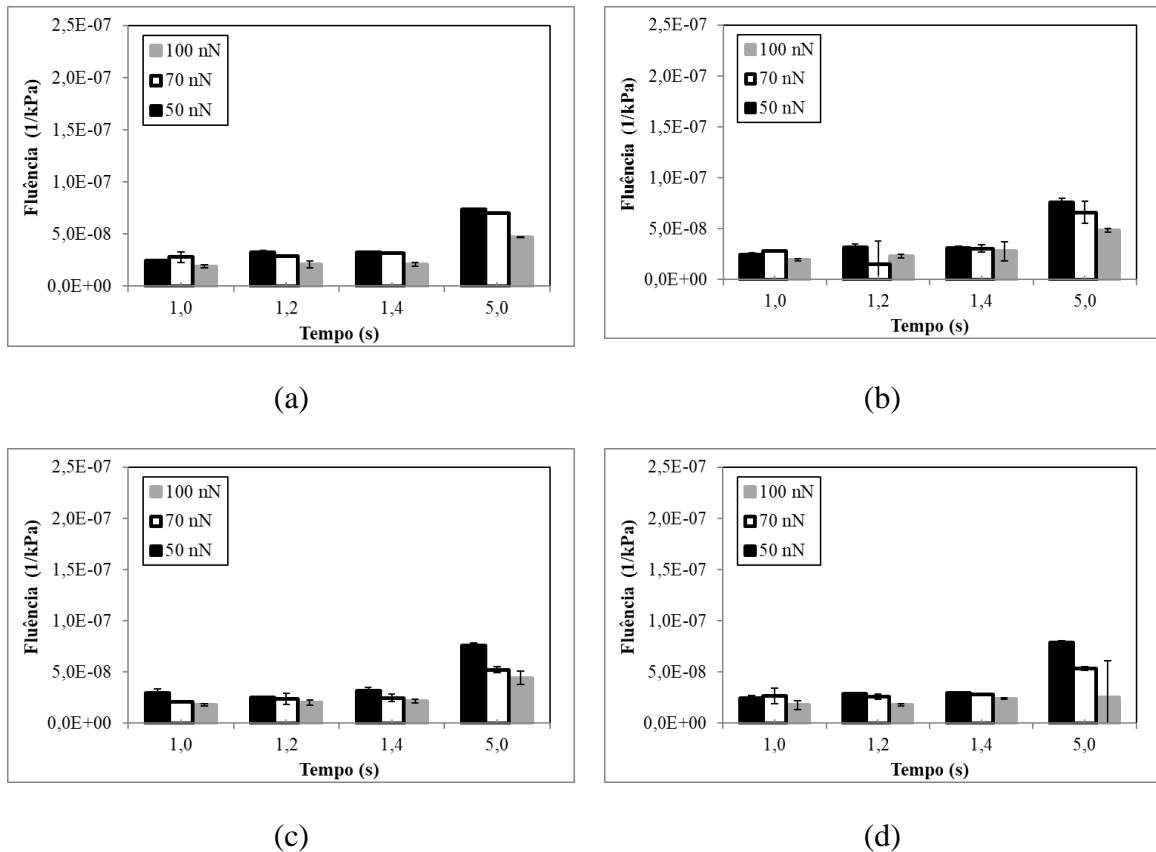 2,5E-07
2,0E-07
1,5E-07
1,0E-07
5,0E-08
0,0E+00
Fluência (1/kPa)
100 nN
70 nN
50 nN
1,0 1,2 1,4 5,0
Tempo (s)
(a)
2,5E-07
2,0E-07
1,5E-07
1,0E-07
5,0E-08
0,0E+00
Fluência (1/kPa)
100 nN
70 nN
50 nN
1,0 1,2 1,4 5,0
Tempo (s)
(b)
2,5E-07
2,0E-07
1,5E-07
1,0E-07
5,0E-08
0,0E+00
Fluência (1/kPa)
100 nN
70 nN
50 nN
1,0 1,2 1,4 5,0
Tempo (s)
(c)
2,5E-07
2,0E-07
1,5E-07
1,0E-07
5,0E-08
0,0E+00
Fluência (1/kPa)
100 nN
70 nN
50 nN
1,0 1,2 1,4 5,0
Tempo (s)
(d)